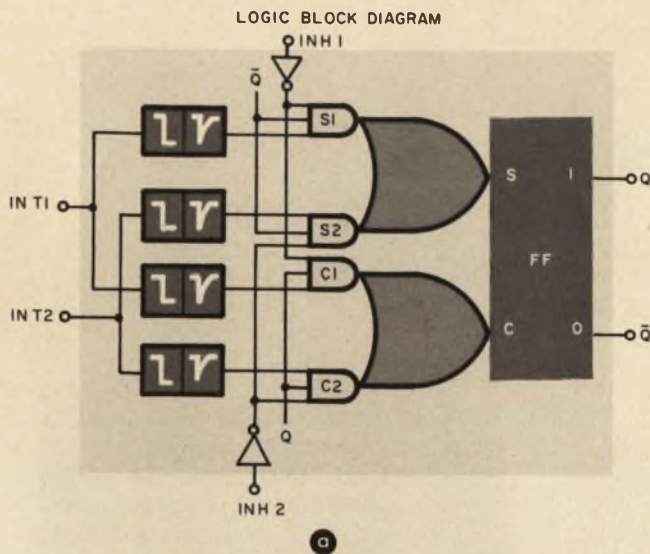 LOGIC BLOCK DIAGRAM
INH 1
Q̄
S1
S 1 Q
IN T1
S2
FF
C1
IN T2
C 0 Q̄
C2
Q
INH 2
a